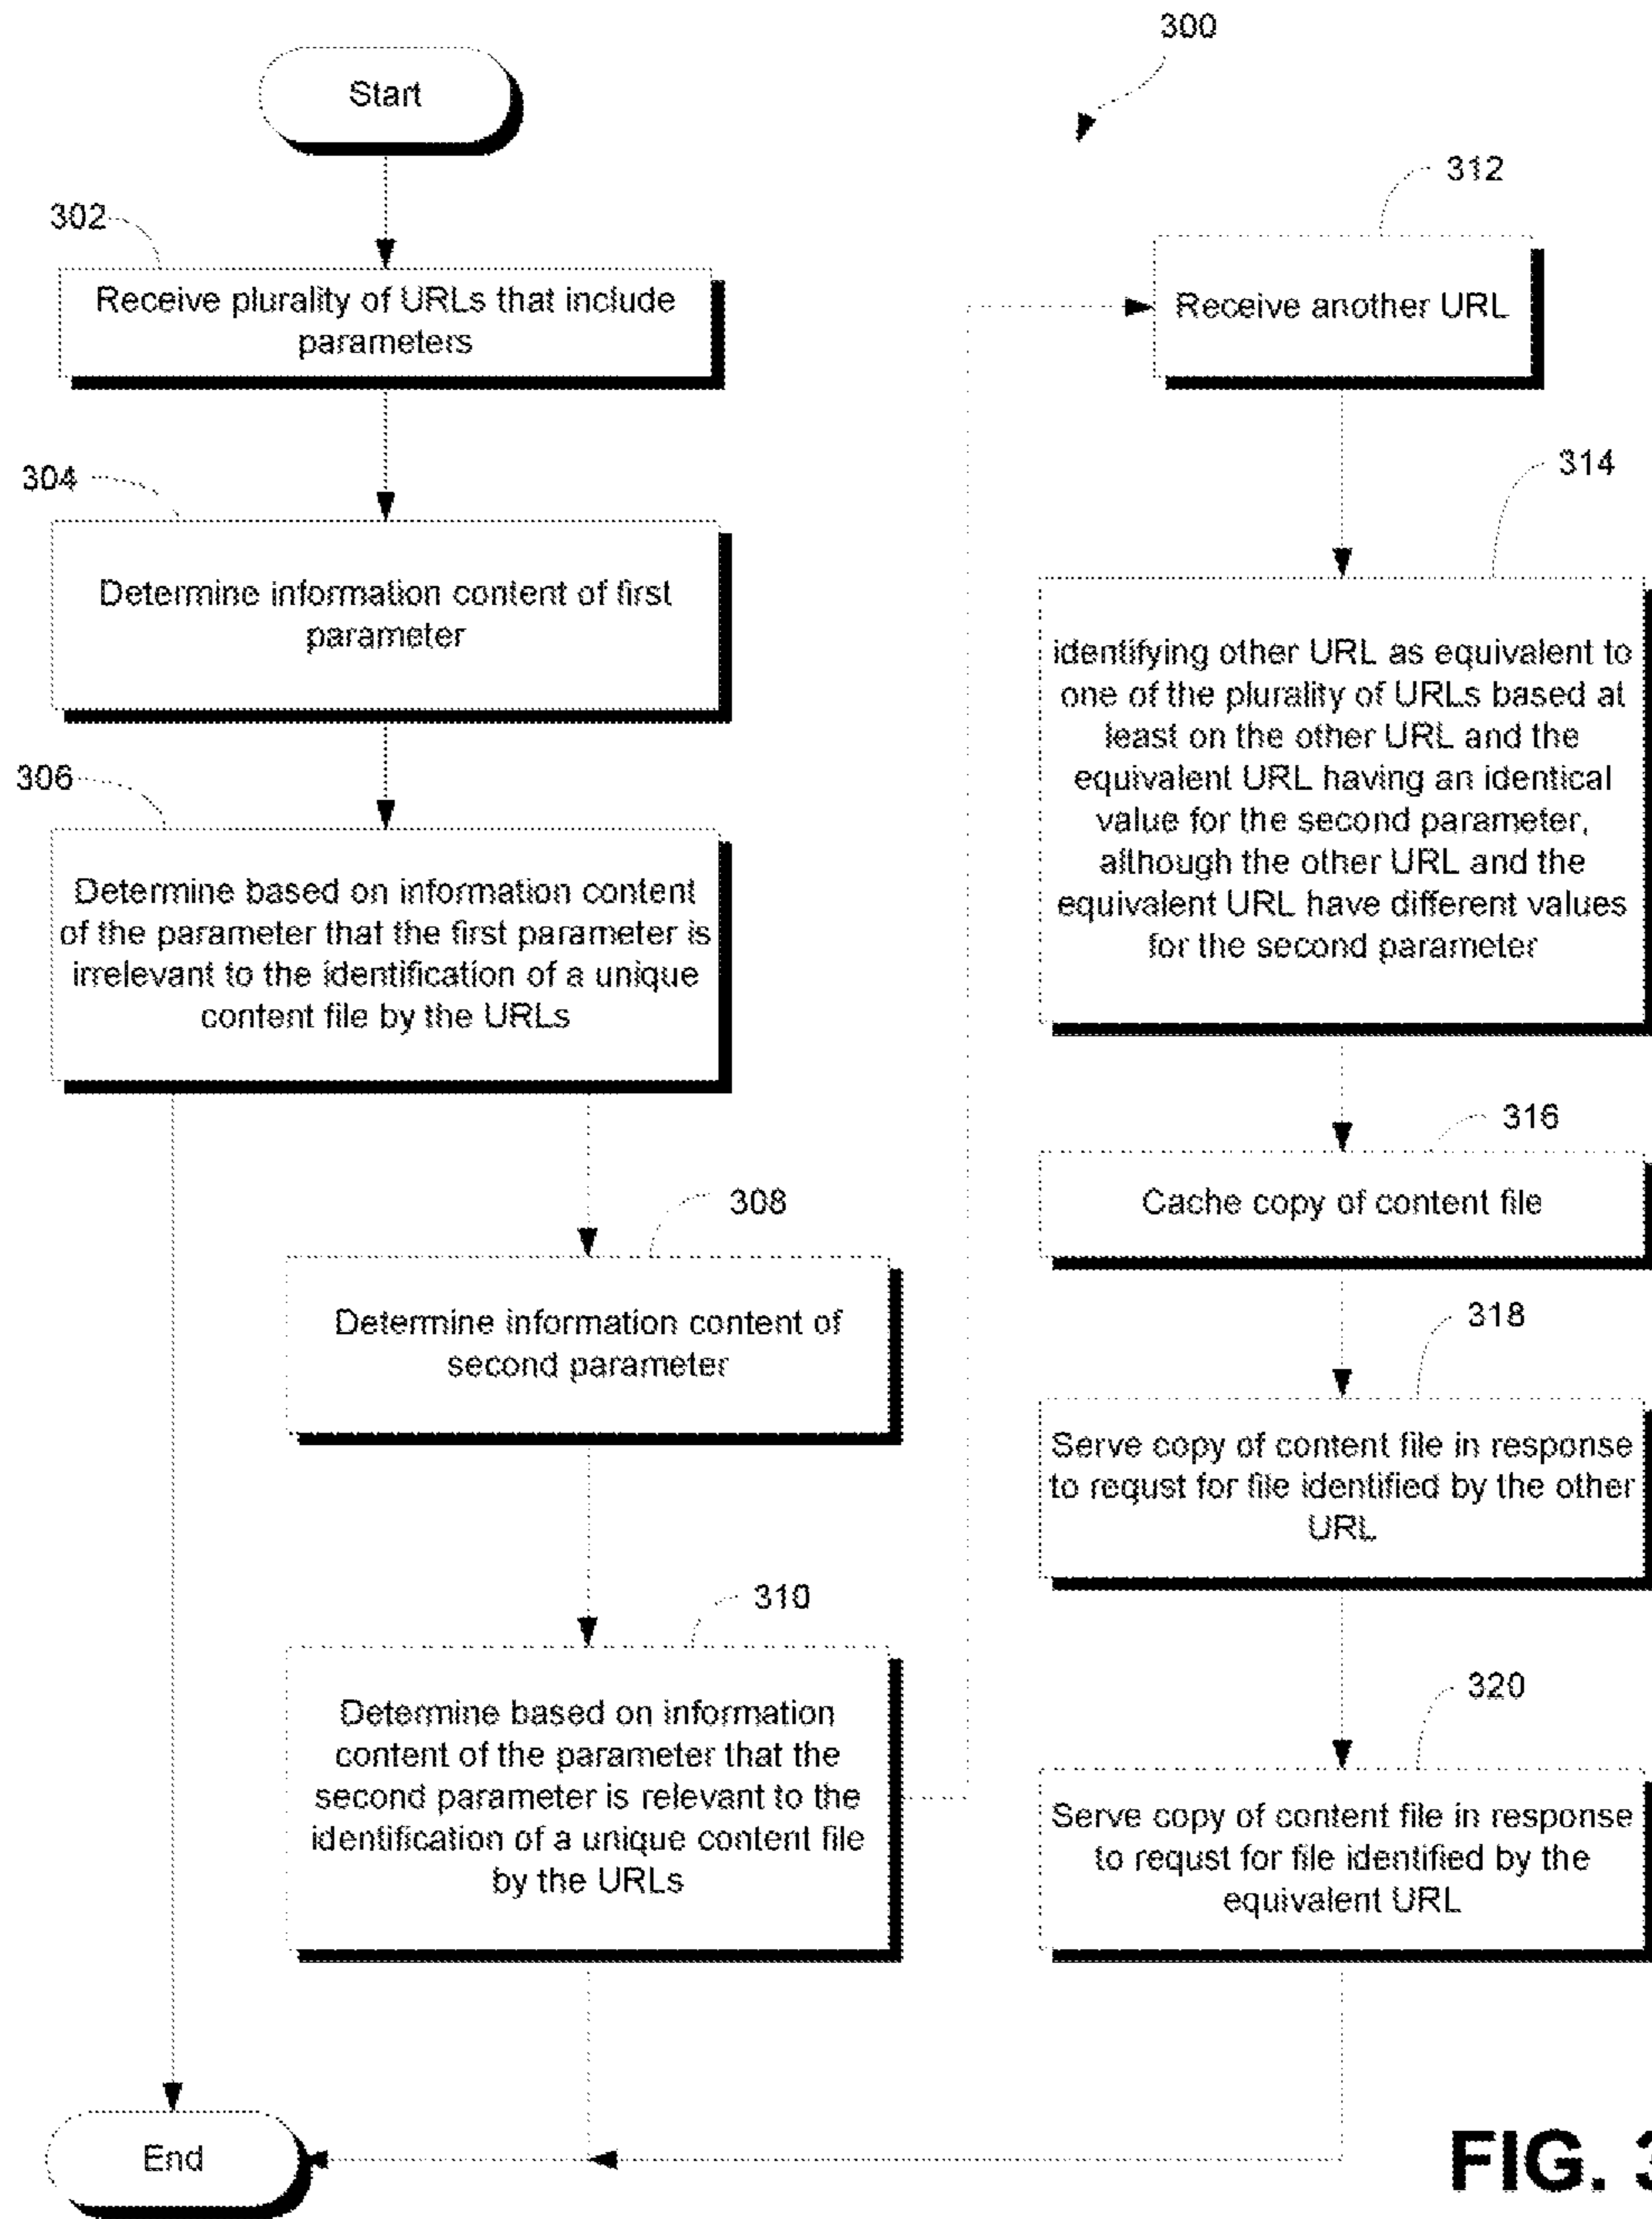 300
Start
302
Receive plurality of URLs that include
parameters
304
Determine information content of first
parameter
306
Determine based on information content
of the parameter that the first parameter is
irrelevant to the identification of a unique
content file by the URLs
308
Determine information content of
second parameter
310
Determine based on information
content of the parameter that the
second parameter is relevant to the
identification of a unique content file
by the URLs
End
312
Receive another URL
314
identifying other URL as equivalent to
one of the plurality of URLs based at
least on the other URL and the
equivalent URL having an identical
value for the second parameter,
although the other URL and the
equivalent URL have different values
for the second parameter
316
Cache copy of content file
318
Serve copy of content file in response
to requst for file identified by the other
URL
320
Serve copy of content file in response
to requst for file identified by the
equivalent URL
FIG. 3